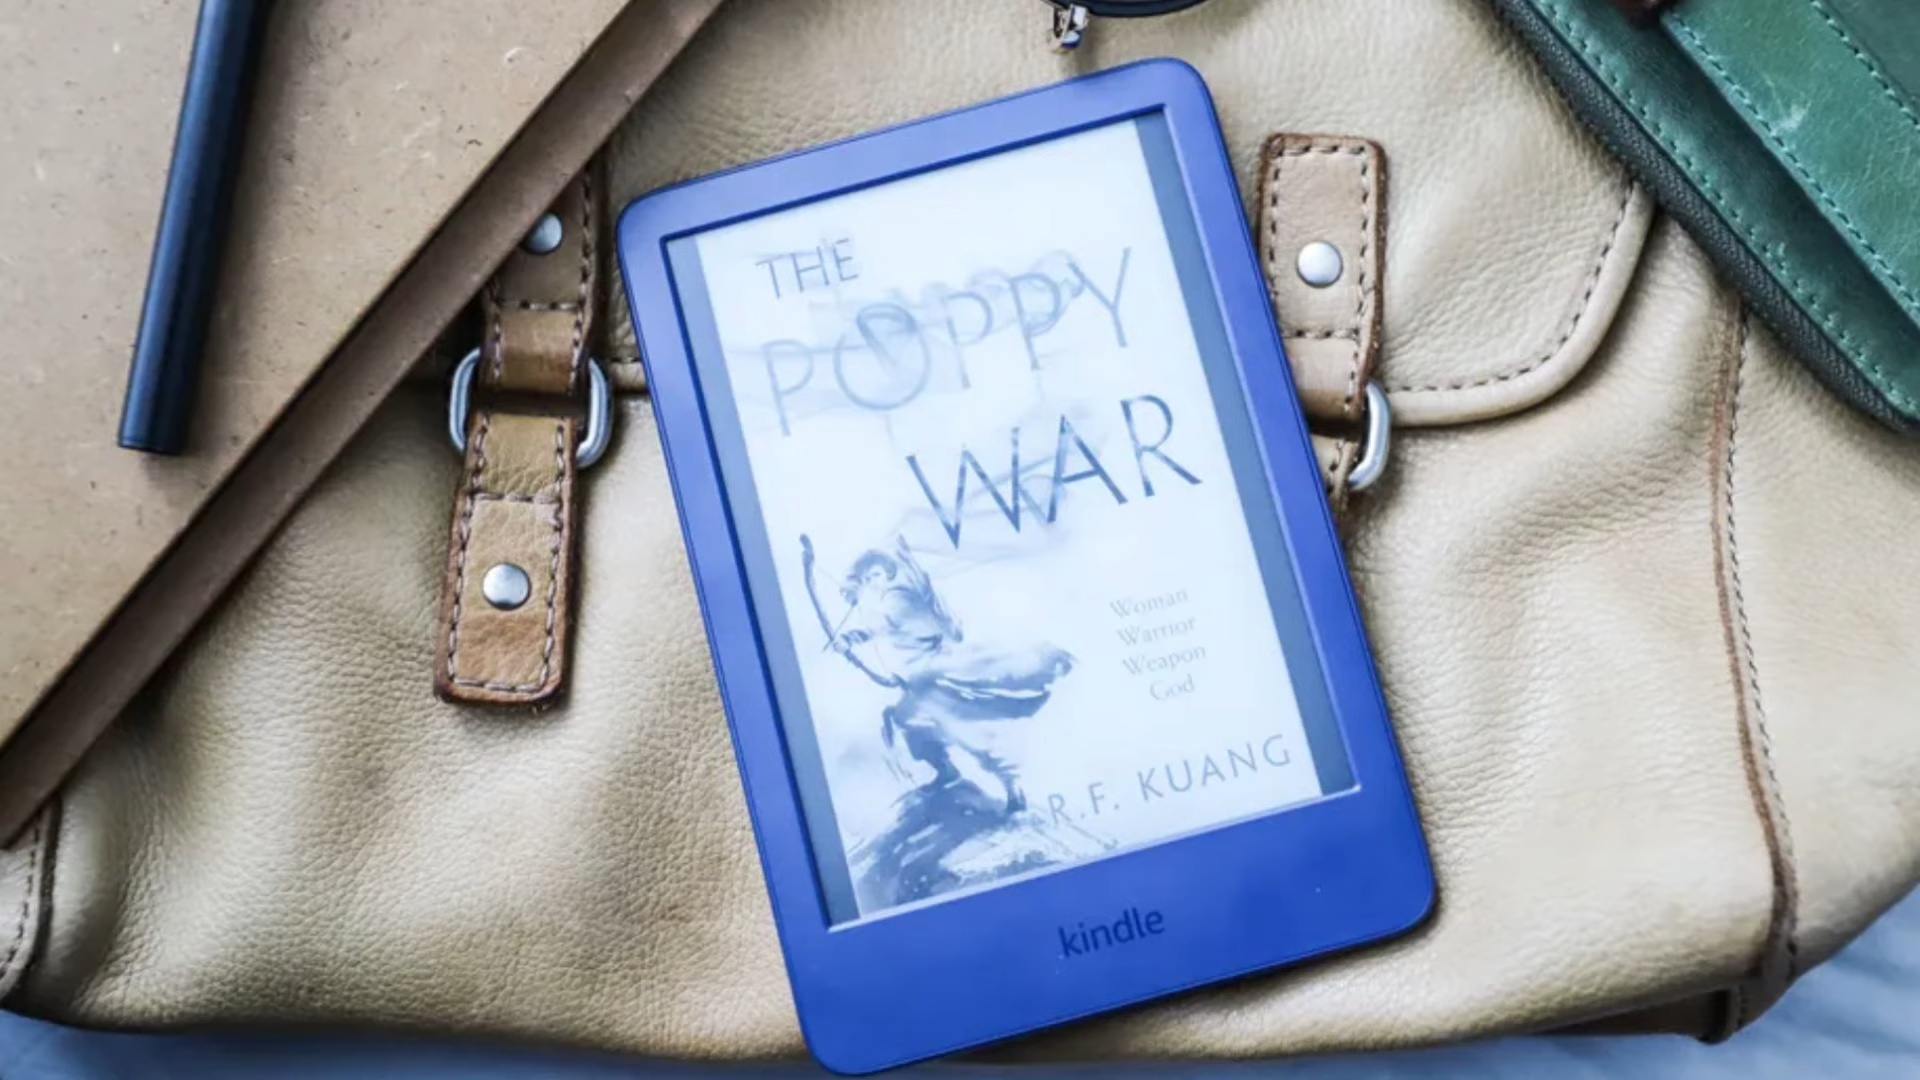 THE
POPPY
WAR
Woman
Warrior
Weapon
God
R.F. KUANG
kindle